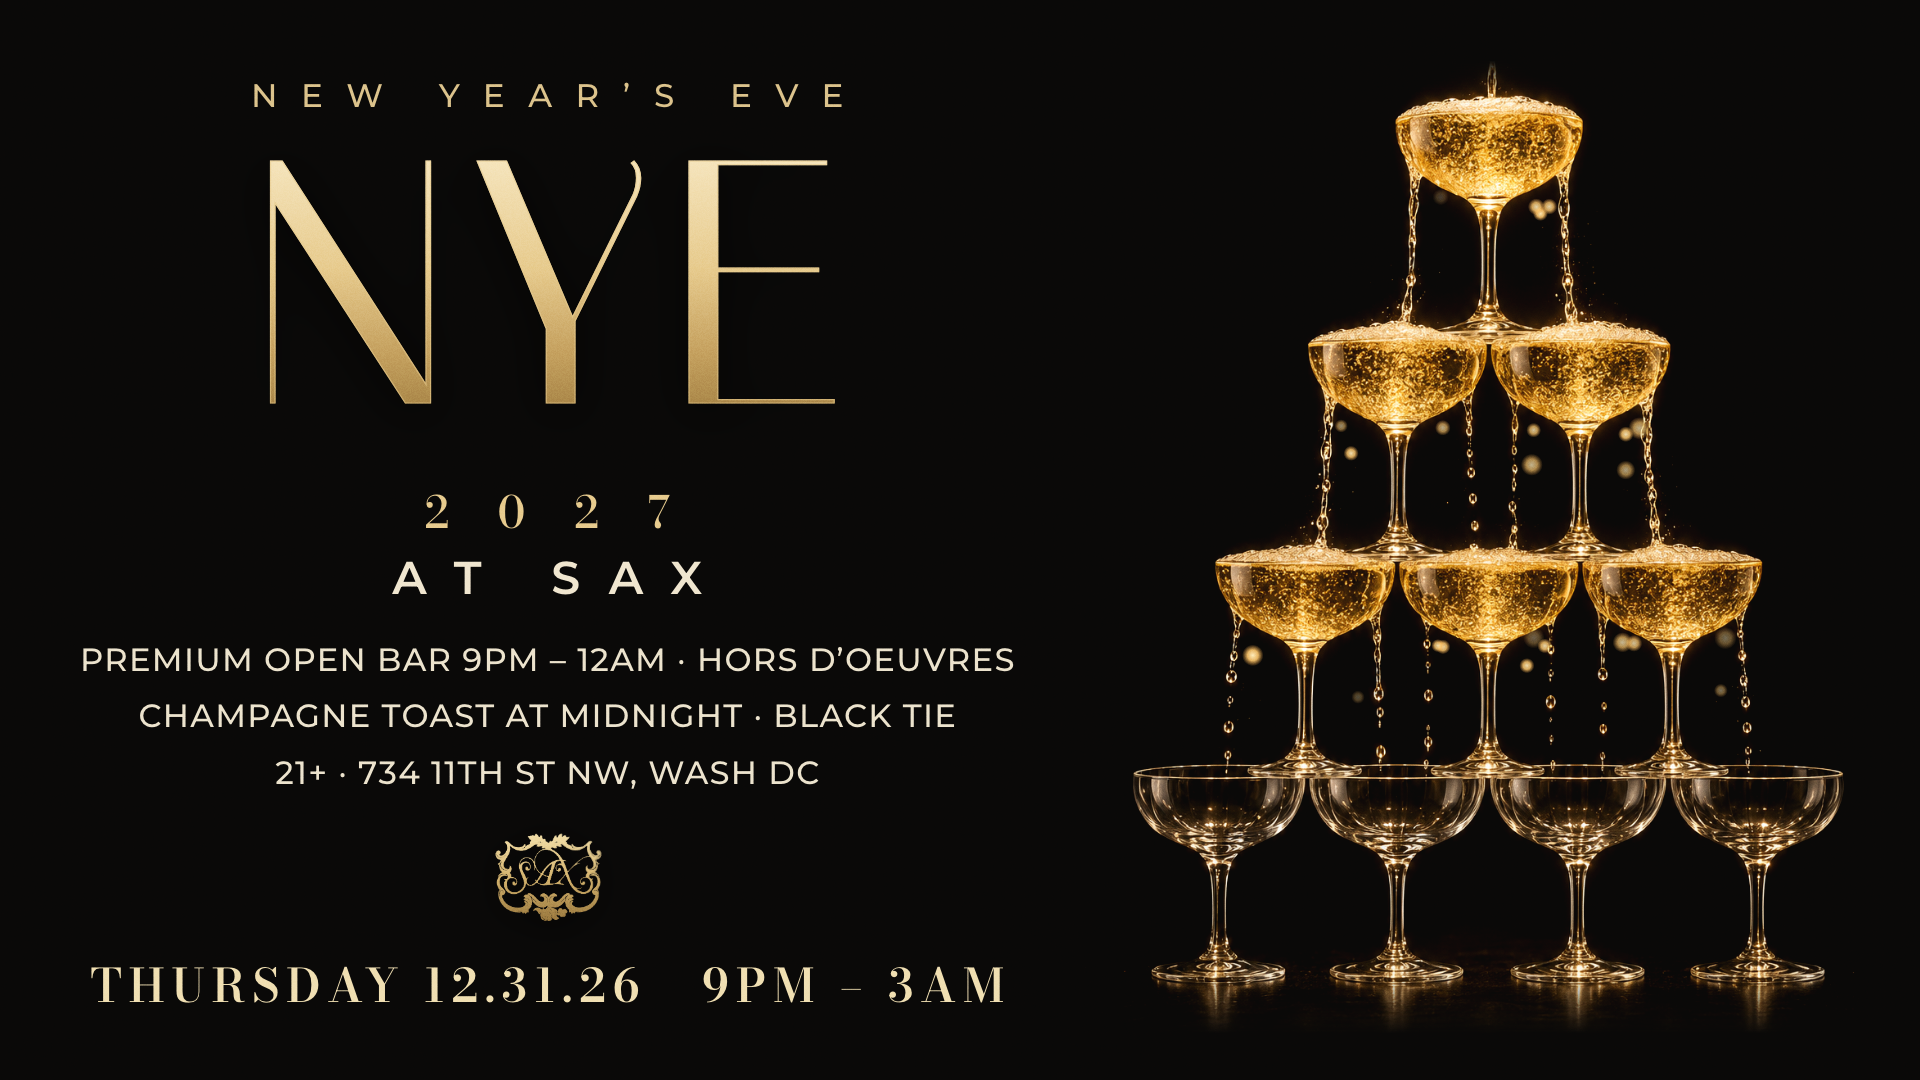 NEW YEAR’S EVE
NYE
2027
AT SAX
PREMIUM OPEN BAR 9PM – 12AM · HORS D’OEUVRES
CHAMPAGNE TOAST AT MIDNIGHT · BLACK TIE
21+ · 734 11TH ST NW, WASH DC
SAX
THURSDAY 12.31.26 9PM – 3AM